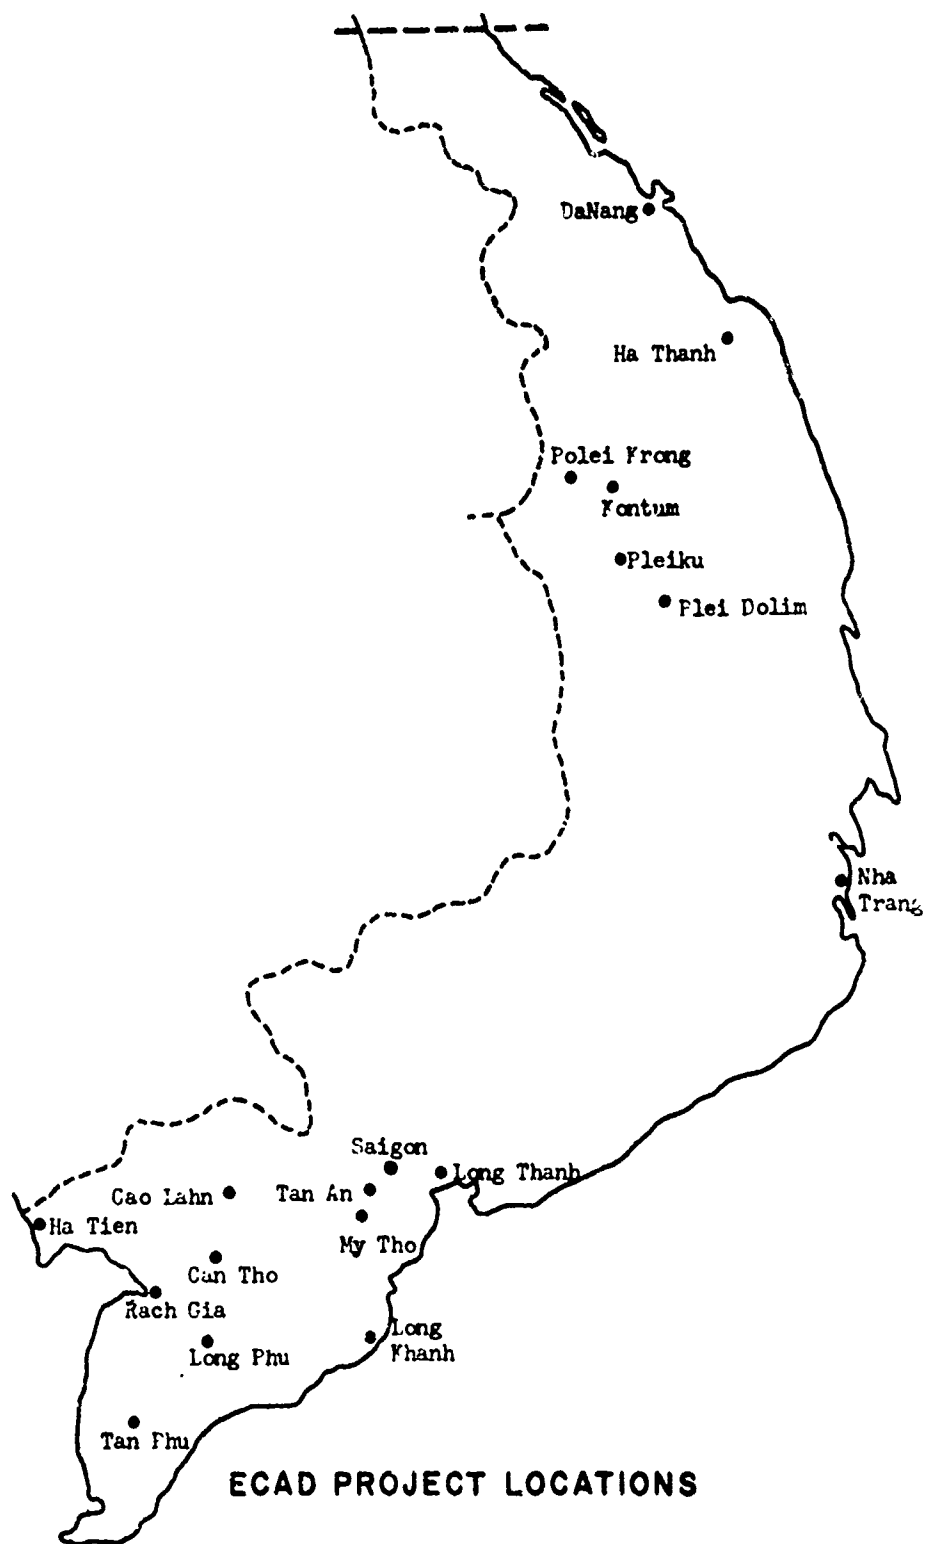 DaNang
Ha Thanh
Polei Krong
Kontum
Pleiku
Plei Dolim
Nha
Trang
Saigon
Long Thanh
Cao Lahn
Tan An
Ha Tien
My Tho
Can Tho
Rach Gia
Long
Khanh
Long Phu
Tan Phu
ECAD PROJECT LOCATIONS